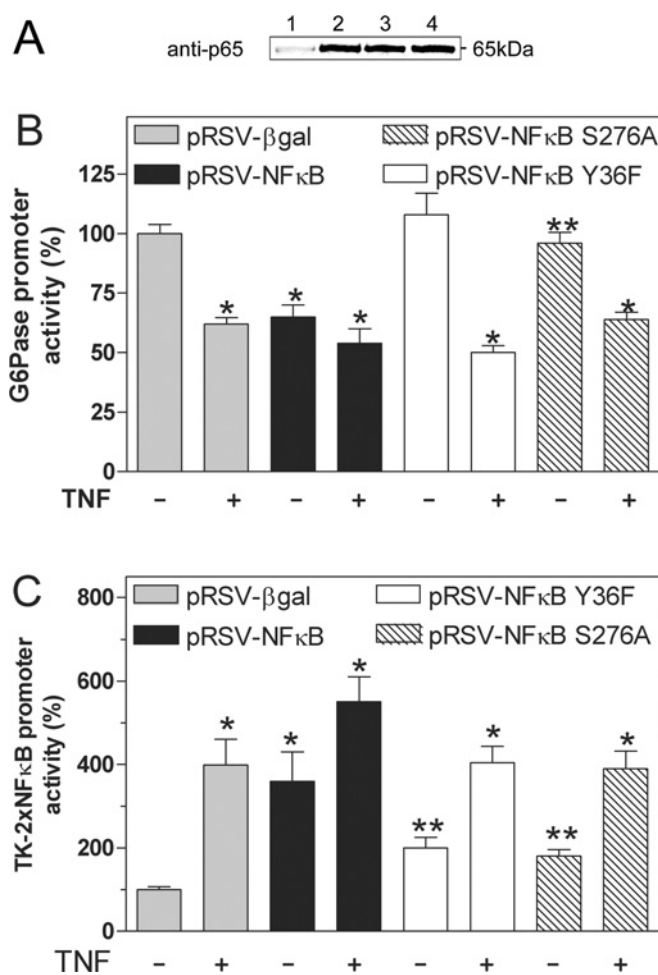 A
1 2 3 4
anti-p65
- 65kDa
B
pRSV-βgal
pRSV-NFκB S276A
pRSV-NFκB
pRSV-NFκB Y36F
G6Pase promoter
activity (%)
125
100
75
50
25
0
* * * * ** *
TNF - + - + - + - +
C
pRSV-βgal
pRSV-NFκB Y36F
pRSV-NFκB
pRSV-NFκB S276A
TK-2xNFκB promoter
activity (%)
800
600
400
200
0
* * * ** * ** *
TNF - + - + - + - +